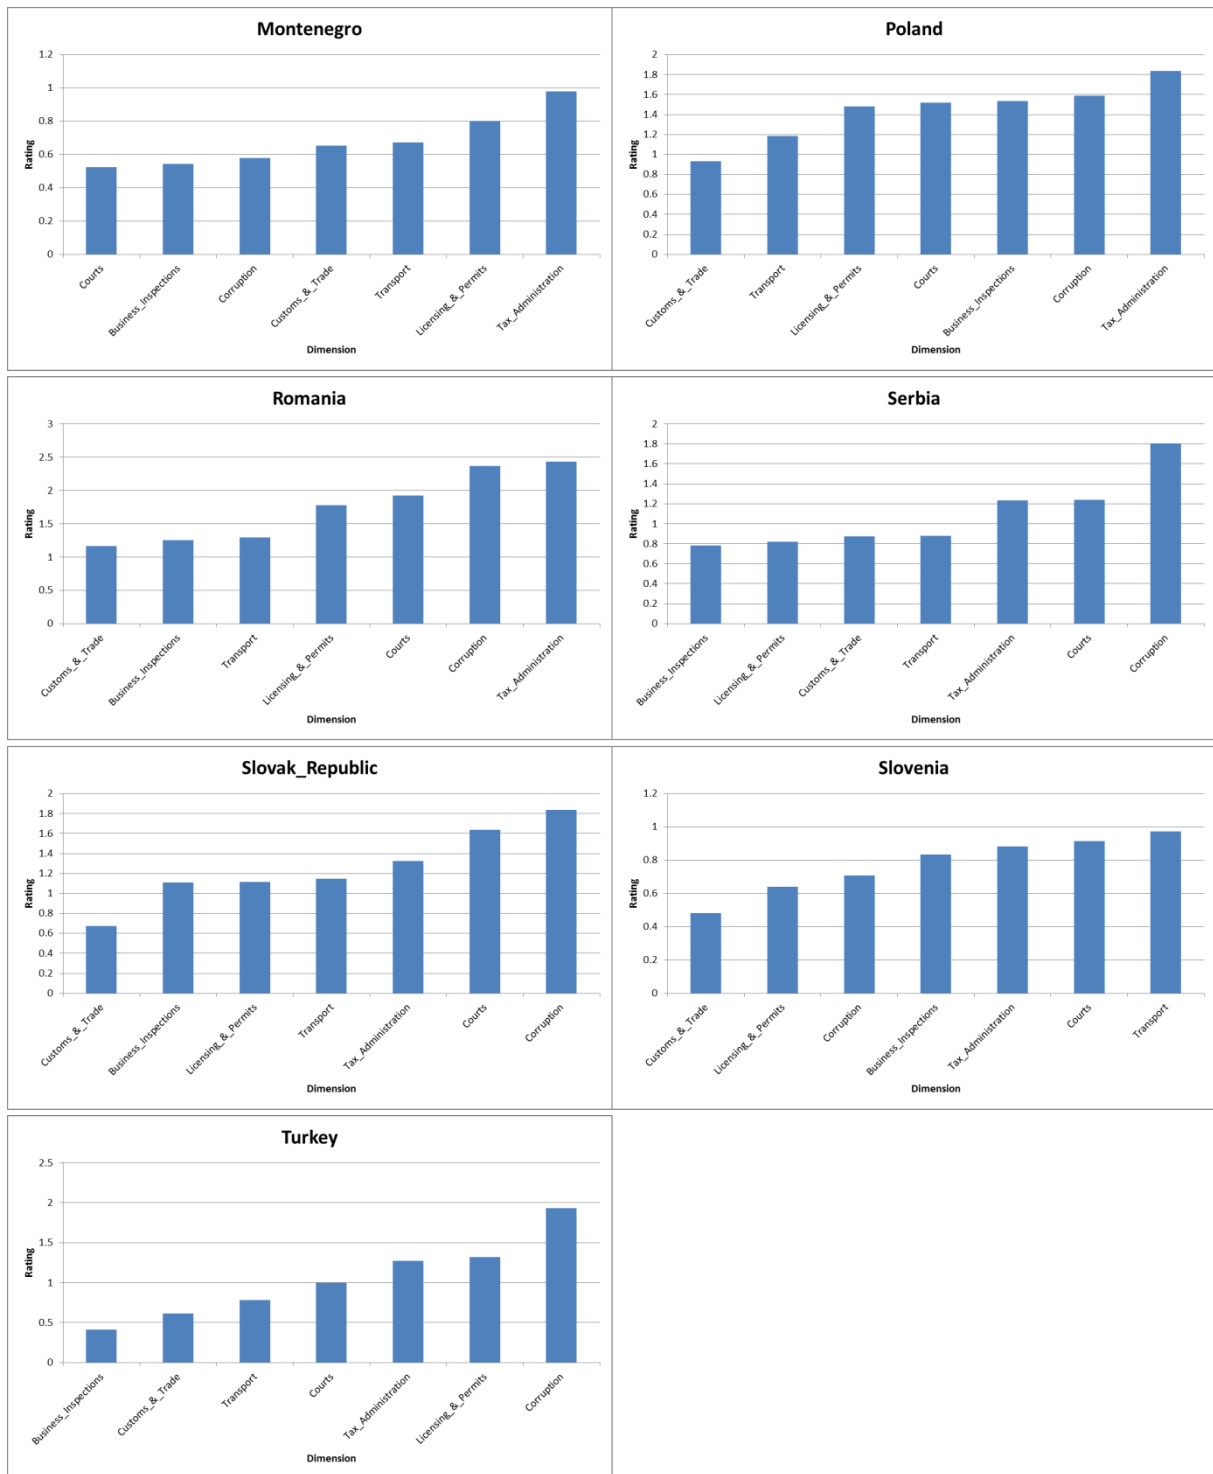 Montenegro
1.2
1
0.8
0.6
0.4
0.2
0
Rating
Courts
Business_Inspections
Corruption
Customs_&_Trade
Transport
Licensing_&_Permits
Tax_Administration
Dimension
Poland
2
1.8
1.6
1.4
1.2
1
0.8
0.6
0.4
0.2
0
Rating
Customs_&_Trade
Transport
Licensing_&_Permits
Courts
Business_Inspections
Corruption
Tax_Administration
Dimension
Romania
3
2.5
2
1.5
1
0.5
0
Rating
Customs_&_Trade
Business_Inspections
Transport
Licensing_&_Permits
Courts
Corruption
Tax_Administration
Dimension
Serbia
2
1.8
1.6
1.4
1.2
1
0.8
0.6
0.4
0.2
0
Rating
Business_Inspections
Licensing_&_Permits
Customs_&_Trade
Transport
Tax_Administration
Courts
Corruption
Dimension
Slovak_Republic
2
1.8
1.6
1.4
1.2
1
0.8
0.6
0.4
0.2
0
Rating
Customs_&_Trade
Business_Inspections
Licensing_&_Permits
Transport
Tax_Administration
Courts
Corruption
Dimension
Slovenia
1.2
1
0.8
0.6
0.4
0.2
0
Rating
Customs_&_Trade
Licensing_&_Permits
Corruption
Business_Inspections
Tax_Administration
Courts
Transport
Dimension
Turkey
2.5
2
1.5
1
0.5
0
Rating
Business_Inspections
Customs_&_Trade
Transport
Courts
Tax_Administration
Licensing_&_Permits
Corruption
Dimension